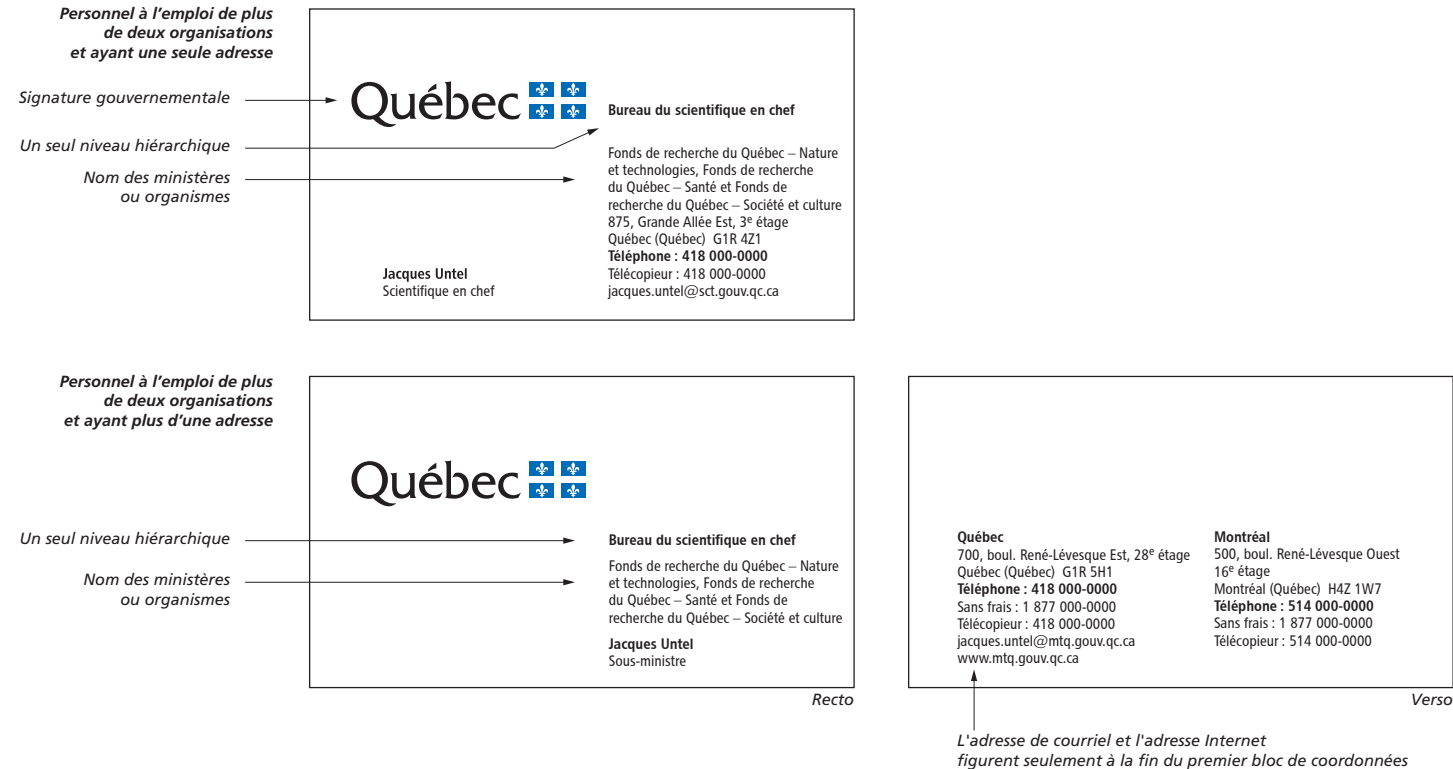 Personnel à l'emploi de plus
de deux organisations
et ayant une seule adresse
Signature gouvernementale
Un seul niveau hiérarchique
Nom des ministères
ou organismes
Québec
Bureau du scientifique en chef
Fonds de recherche du Québec – Nature
et technologies, Fonds de recherche
du Québec – Santé et Fonds de
recherche du Québec – Société et culture
875, Grande Allée Est, 3e étage
Québec (Québec)  G1R 4Z1
Téléphone : 418 000-0000
Télécopieur : 418 000-0000
jacques.untel@sct.gouv.qc.ca
Jacques Untel
Scientifique en chef
Personnel à l'emploi de plus
de deux organisations
et ayant plus d'une adresse
Un seul niveau hiérarchique
Nom des ministères
ou organismes
Québec
Bureau du scientifique en chef
Fonds de recherche du Québec – Nature
et technologies, Fonds de recherche
du Québec – Santé et Fonds de
recherche du Québec – Société et culture
Jacques Untel
Sous-ministre
Recto
Québec
700, boul. René-Lévesque Est, 28e étage
Québec (Québec)  G1R 5H1
Téléphone : 418 000-0000
Sans frais : 1 877 000-0000
Télécopieur : 418 000-0000
jacques.untel@mtq.gouv.qc.ca
www.mtq.gouv.qc.ca
Montréal
500, boul. René-Lévesque Ouest
16e étage
Montréal (Québec)  H4Z 1W7
Téléphone : 514 000-0000
Sans frais : 1 877 000-0000
Télécopieur : 514 000-0000
Verso
L'adresse de courriel et l'adresse Internet
figurent seulement à la fin du premier bloc de coordonnées